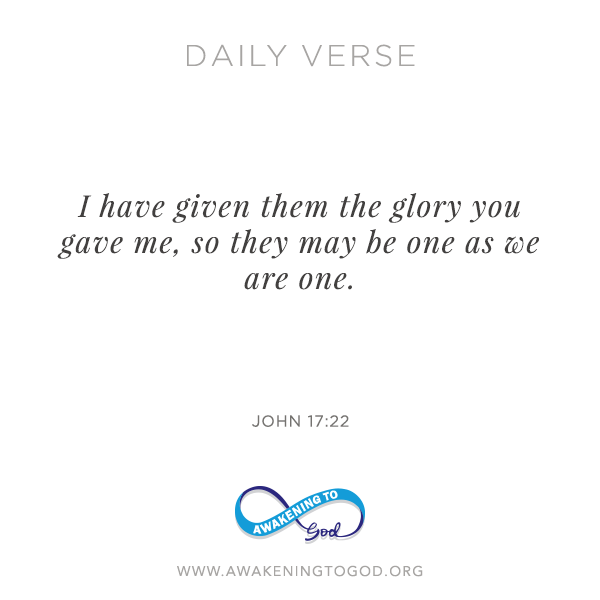 DAILY VERSE
I have given them the glory you
gave me, so they may be one as we
are one.
JOHN 17:22
AWAKENING TO
God
WWW.AWAKENINGTOGOD.ORG